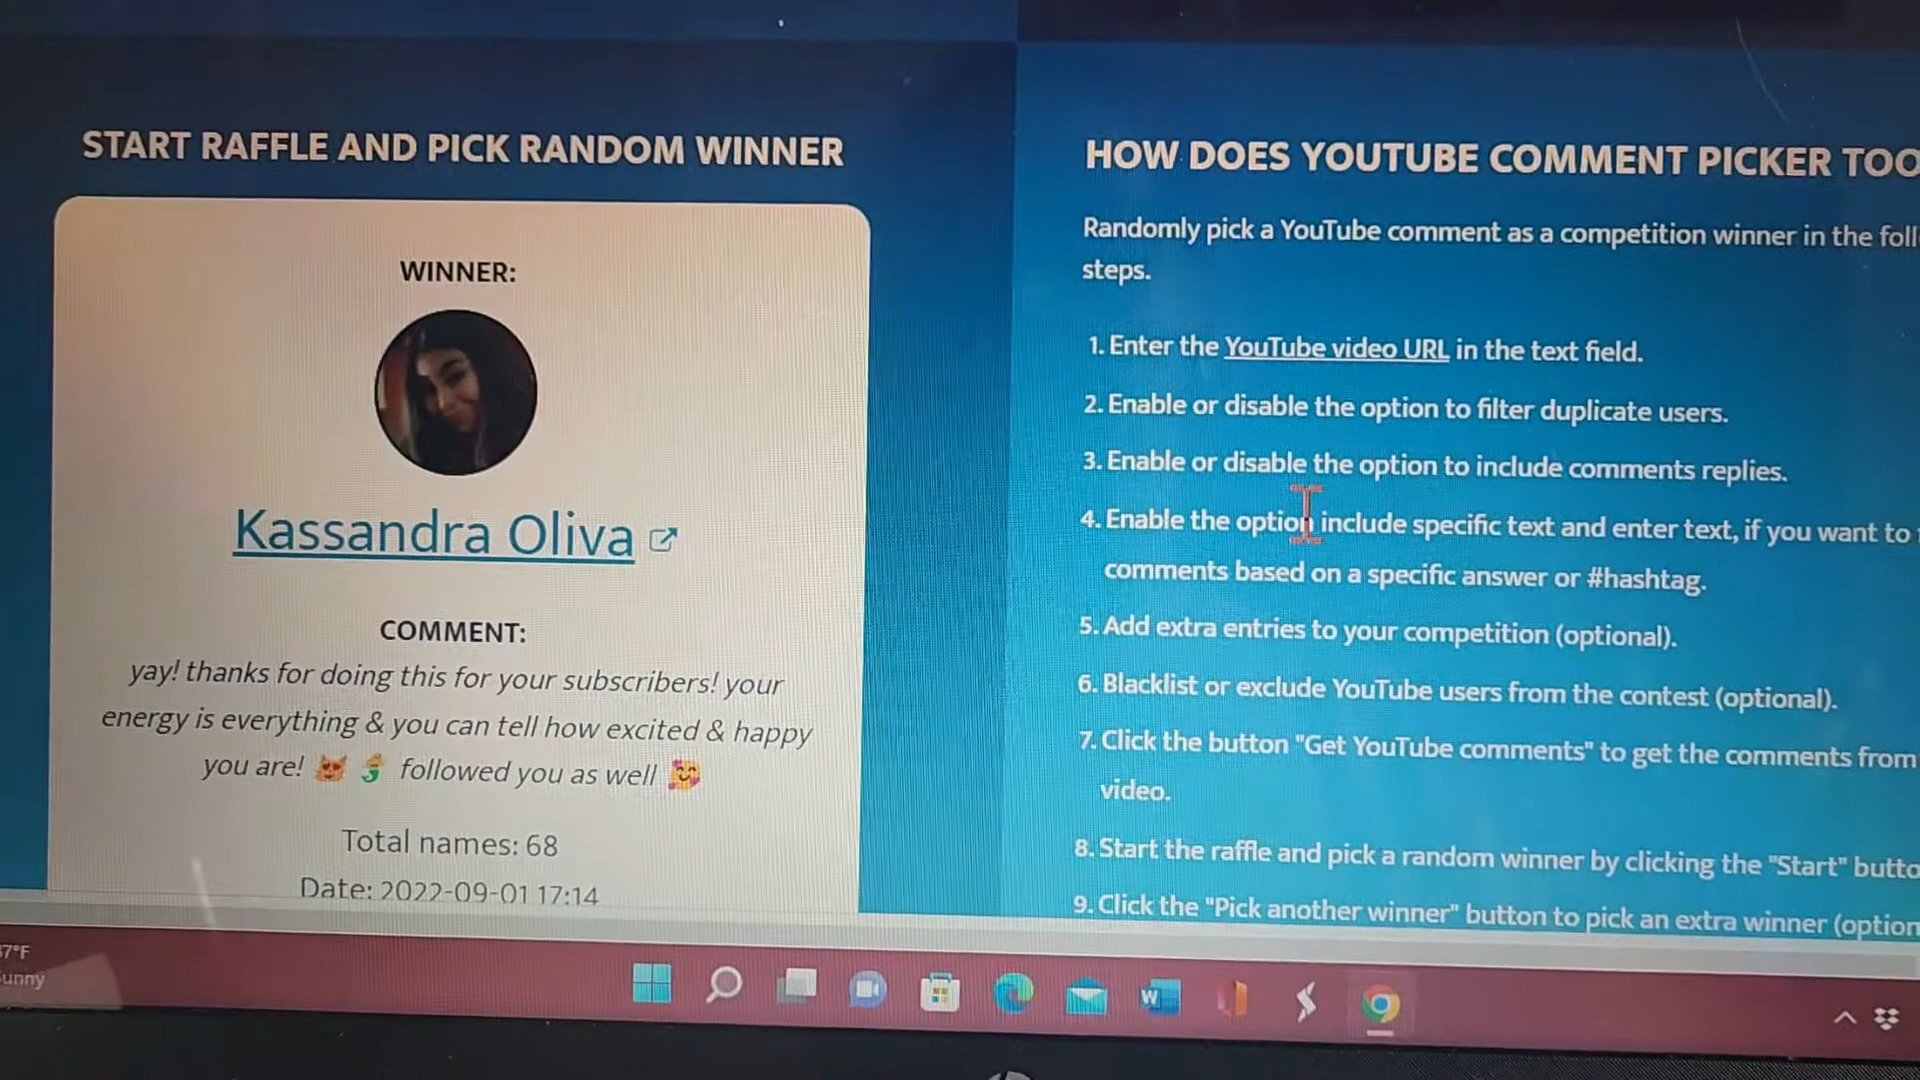 START RAFFLE AND PICK RANDOM WINNER
WINNER:
Kassandra Oliva
COMMENT:
yay! thanks for doing this for your subscribers! your
energy is everything & you can tell how excited & happy
you are! 😻 🧜 followed you as well 🥰
Total names: 68
Date: 2022-09-01 17:14
HOW DOES YOUTUBE COMMENT PICKER TOO
Randomly pick a YouTube comment as a competition winner in the foll
steps.
1. Enter the YouTube video URL in the text field.
2. Enable or disable the option to filter duplicate users.
3. Enable or disable the option to include comments replies.
4. Enable the option include specific text and enter text, if you want to
comments based on a specific answer or #hashtag.
5. Add extra entries to your competition (optional).
6. Blacklist or exclude YouTube users from the contest (optional).
7. Click the button "Get YouTube comments" to get the comments from
video.
8. Start the raffle and pick a random winner by clicking the "Start" butto
9. Click the "Pick another winner" button to pick an extra winner (option
7°F
unny
W